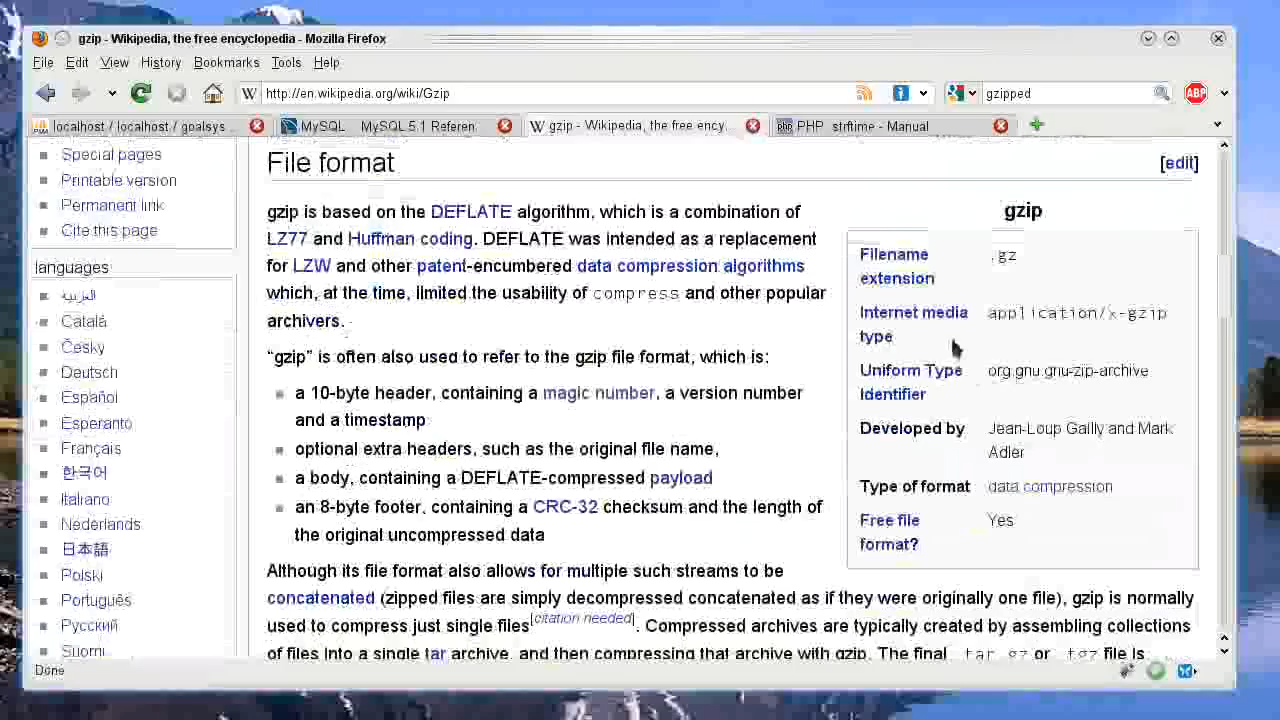 gzip - Wikipedia, the free encyclopedia - Mozilla Firefox
File Edit View History Bookmarks Tools Help
W http://en.wikipedia.org/wiki/Gzip gzipped ABP
localhost / localhost / goalsys... MySQL MySQL 5.1 Referen... W gzip - Wikipedia, the free ency... PHP strftime - Manual
Special pages
Printable version
Permanent link
Cite this page
languages
العربية
Català
Česky
Deutsch
Español
Esperanto
Français
한국어
Italiano
Nederlands
日本語
Polski
Português
Русский
Suomi
File format [edit]
gzip is based on the DEFLATE algorithm, which is a combination of
LZ77 and Huffman coding. DEFLATE was intended as a replacement
for LZW and other patent-encumbered data compression algorithms
which, at the time, limited the usability of compress and other popular
archivers.
“gzip” is often also used to refer to the gzip file format, which is:
a 10-byte header, containing a magic number, a version number
and a timestamp
optional extra headers, such as the original file name,
a body, containing a DEFLATE-compressed payload
an 8-byte footer, containing a CRC-32 checksum and the length of
the original uncompressed data
Although its file format also allows for multiple such streams to be
concatenated (zipped files are simply decompressed concatenated as if they were originally one file), gzip is normally
used to compress just single files[citation needed]. Compressed archives are typically created by assembling collections
of files into a single tar archive, and then compressing that archive with gzip. The final .tar.gz or .tgz file is
gzip
Filename .gz
extension
Internet media application/x-gzip
type
Uniform Type org.gnu.gnu-zip-archive
Identifier
Developed by Jean-Loup Gailly and Mark
Adler
Type of format data compression
Free file Yes
format?
Done